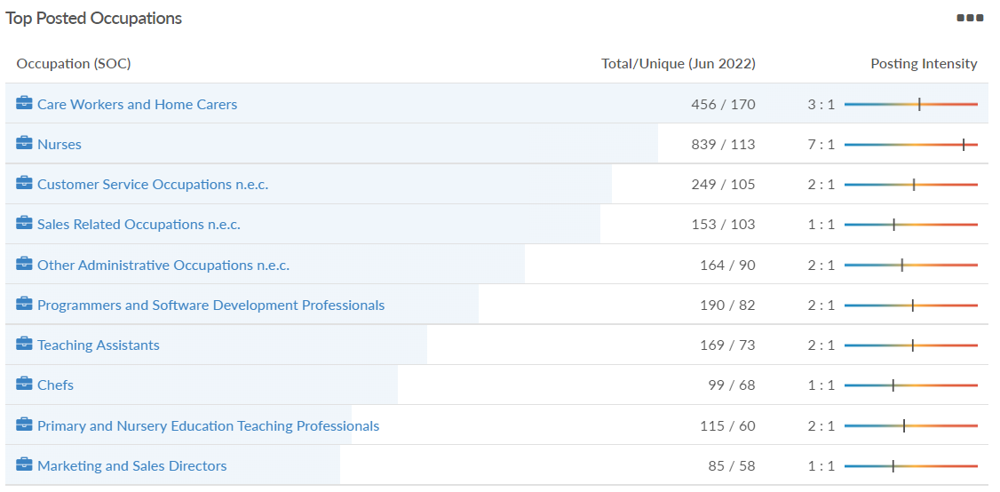 Top Posted Occupations
Occupation (SOC) Total/Unique (Jun 2022) Posting Intensity
Care Workers and Home Carers 456 / 170 3 : 1
Nurses 839 / 113 7 : 1
Customer Service Occupations n.e.c. 249 / 105 2 : 1
Sales Related Occupations n.e.c. 153 / 103 1 : 1
Other Administrative Occupations n.e.c. 164 / 90 2 : 1
Programmers and Software Development Professionals 190 / 82 2 : 1
Teaching Assistants 169 / 73 2 : 1
Chefs 99 / 68 1 : 1
Primary and Nursery Education Teaching Professionals 115 / 60 2 : 1
Marketing and Sales Directors 85 / 58 1 : 1